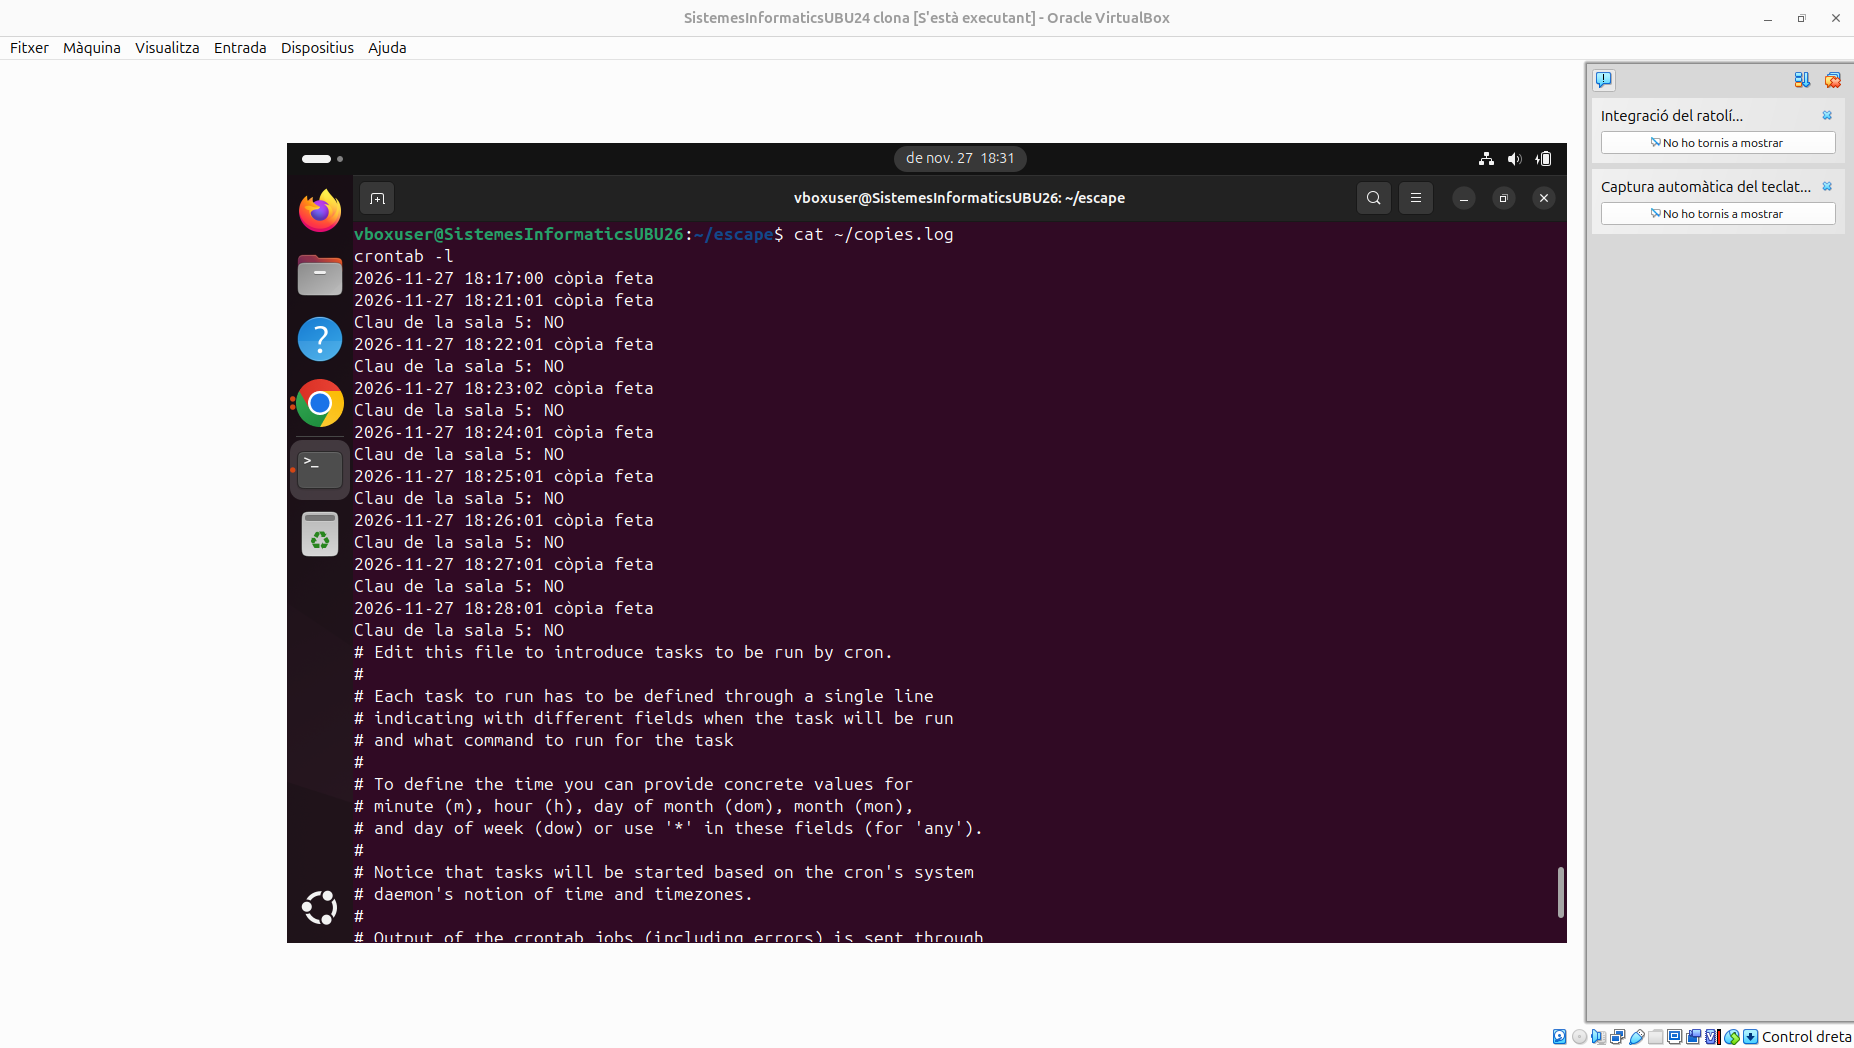 SistemesInformaticsUBU24 clona [S'està executant] - Oracle VirtualBox
Fitxer Màquina Visualitza Entrada Dispositius Ajuda
Integració del ratolí...
No ho tornis a mostrar
Captura automàtica del teclat...
No ho tornis a mostrar
de nov. 27 18:31
vboxuser@SistemesInformaticsUBU26: ~/escape
vboxuser@SistemesInformaticsUBU26:~/escape$ cat ~/copies.log
crontab -l
2026-11-27 18:17:00 còpia feta
2026-11-27 18:21:01 còpia feta
Clau de la sala 5: NO
2026-11-27 18:22:01 còpia feta
Clau de la sala 5: NO
2026-11-27 18:23:02 còpia feta
Clau de la sala 5: NO
2026-11-27 18:24:01 còpia feta
Clau de la sala 5: NO
2026-11-27 18:25:01 còpia feta
Clau de la sala 5: NO
2026-11-27 18:26:01 còpia feta
Clau de la sala 5: NO
2026-11-27 18:27:01 còpia feta
Clau de la sala 5: NO
2026-11-27 18:28:01 còpia feta
Clau de la sala 5: NO
# Edit this file to introduce tasks to be run by cron.
#
# Each task to run has to be defined through a single line
# indicating with different fields when the task will be run
# and what command to run for the task
#
# To define the time you can provide concrete values for
# minute (m), hour (h), day of month (dom), month (mon),
# and day of week (dow) or use '*' in these fields (for 'any').
#
# Notice that tasks will be started based on the cron's system
# daemon's notion of time and timezones.
#
# Output of the crontab jobs (including errors) is sent through
Control dreta